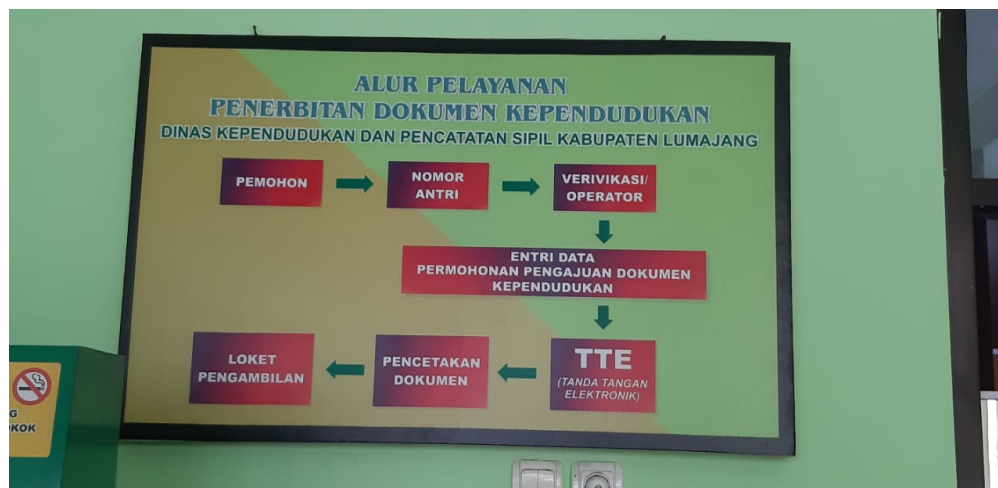 ALUR PELAYANAN
PENERBITAN DOKUMEN KEPENDUDUKAN
DINAS KEPENDUDUKAN DAN PENCATATAN SIPIL KABUPATEN LUMAJANG
PEMOHON
NOMOR
ANTRI
VERIVIKASI/
OPERATOR
ENTRI DATA
PERMOHONAN PENGAJUAN DOKUMEN
KEPENDUDUKAN
TTE
(TANDA TANGAN
ELEKTRONIK)
PENCETAKAN
DOKUMEN
LOKET
PENGAMBILAN